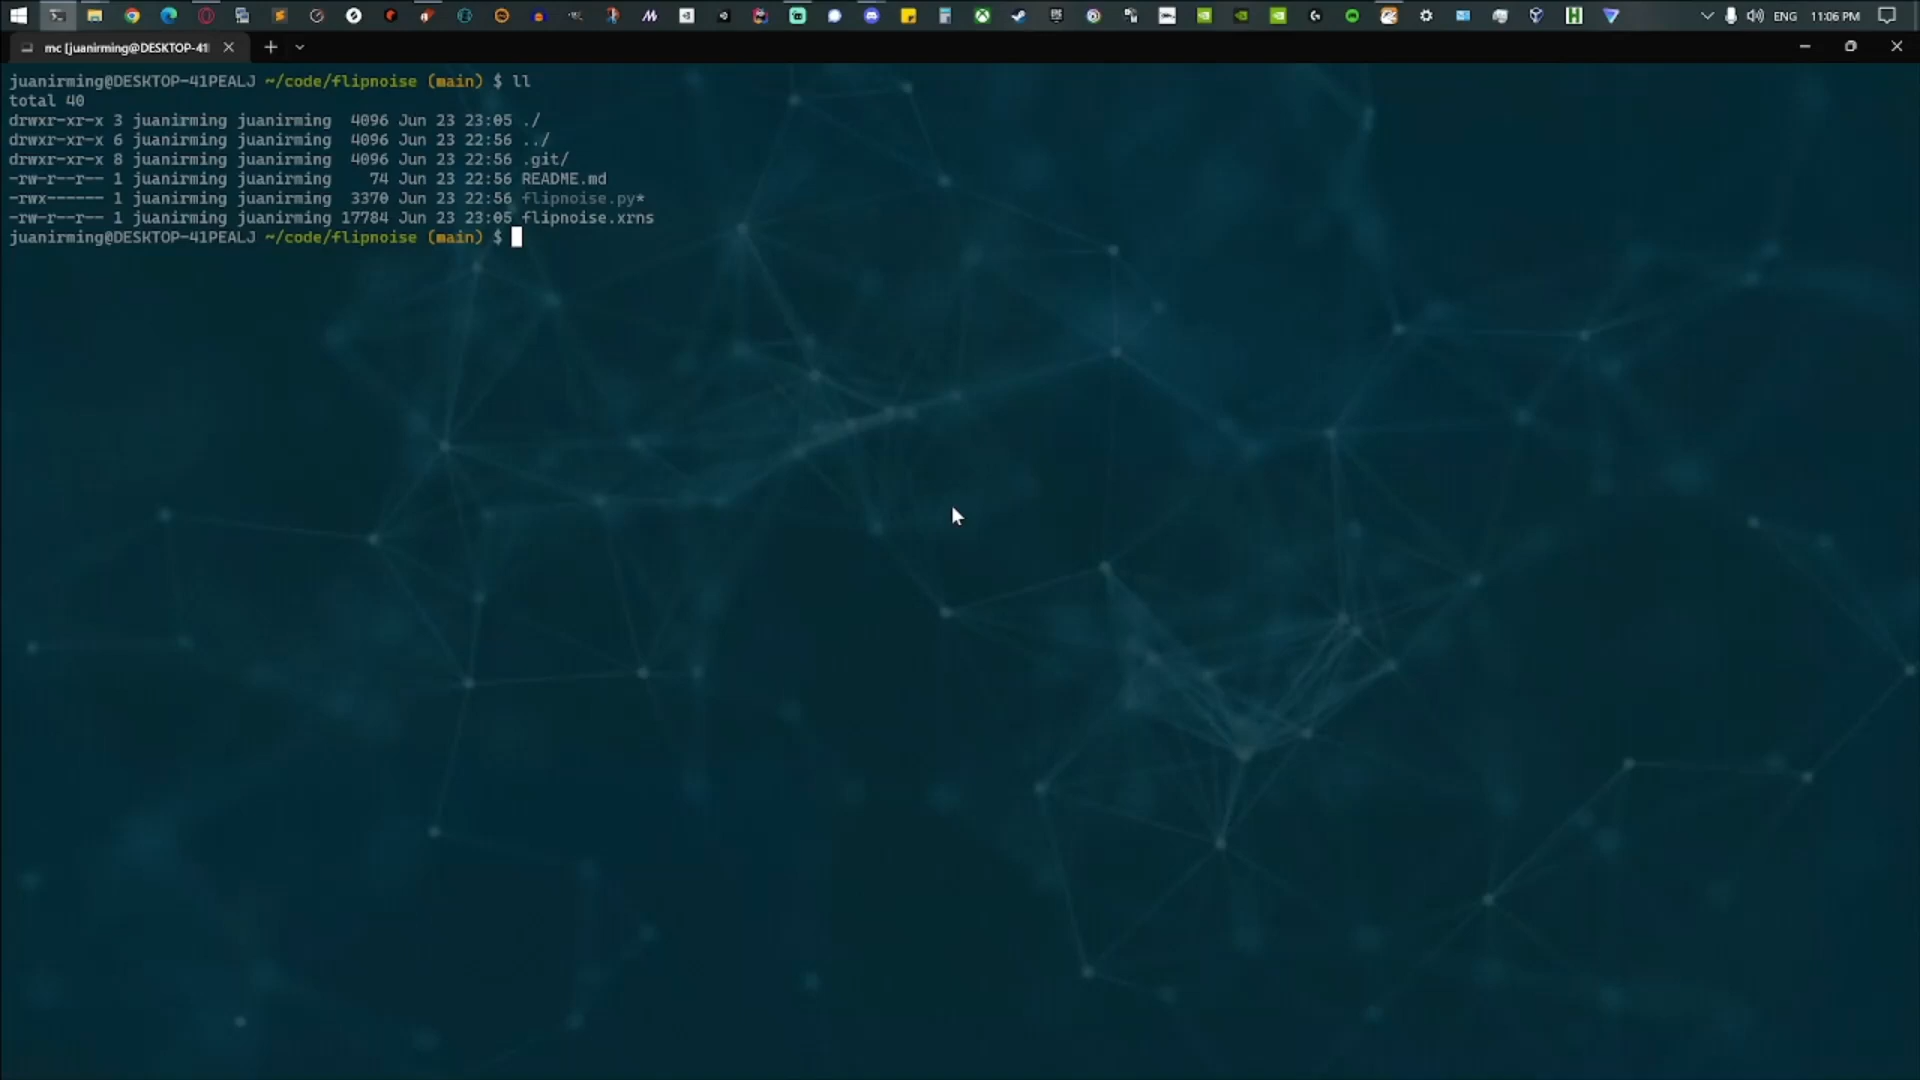 ENG 11:06 PM
mc [juanirming@DESKTOP-41
juanirming@DESKTOP-41PEALJ ~/code/flipnoise (main) $ ll
total 40
drwxr-xr-x 3 juanirming juanirming  4096 Jun 23 23:05 ./
drwxr-xr-x 6 juanirming juanirming  4096 Jun 23 22:56 ../
drwxr-xr-x 8 juanirming juanirming  4096 Jun 23 22:56 .git/
-rw-r--r-- 1 juanirming juanirming    74 Jun 23 22:56 README.md
-rwx------ 1 juanirming juanirming  3370 Jun 23 22:56 flipnoise.py*
-rw-r--r-- 1 juanirming juanirming 17784 Jun 23 23:05 flipnoise.xrns
juanirming@DESKTOP-41PEALJ ~/code/flipnoise (main) $